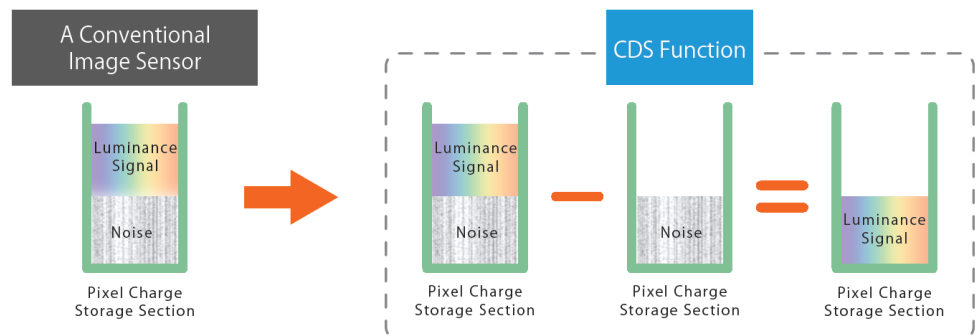 A Conventional
Image Sensor
CDS Function
Luminance
Signal
Noise
Pixel Charge
Storage Section
Luminance
Signal
Noise
Pixel Charge
Storage Section
Noise
Pixel Charge
Storage Section
Luminance
Signal
Pixel Charge
Storage Section